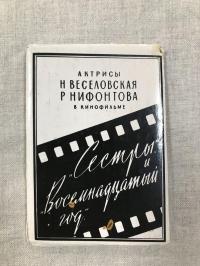 АКТРИСЫ
Н ВЕСЕЛОВСКАЯ
Р НИФОНТОВА
В КИНОФИЛЬМЕ
"Сестры"
и
"Восемнадцатый
год"